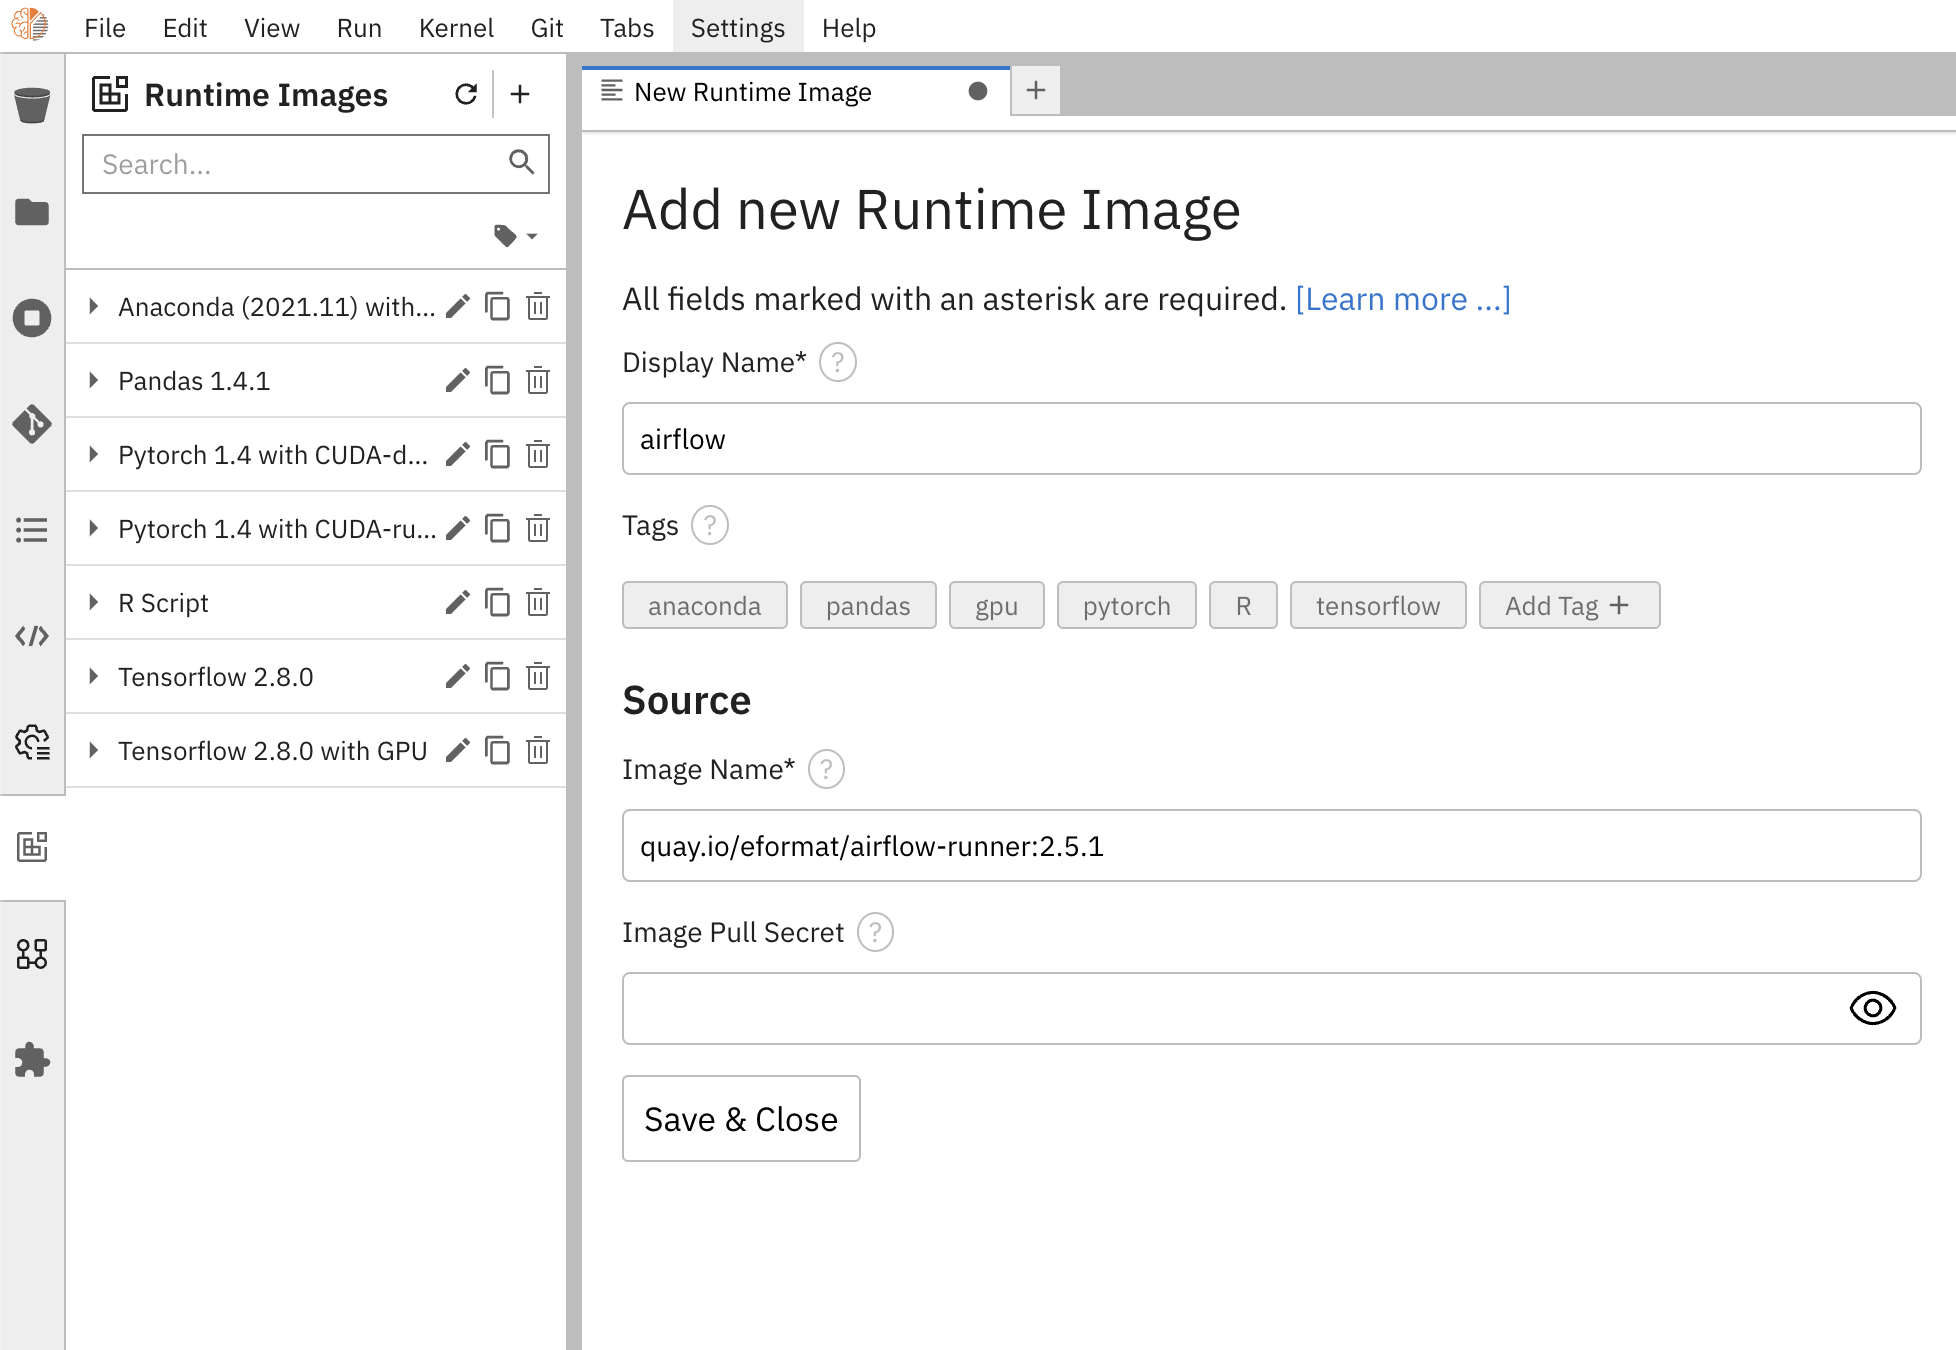 File Edit View Run Kernel Git Tabs Settings Help
Runtime Images
Search...
Anaconda (2021.11) with...
Pandas 1.4.1
Pytorch 1.4 with CUDA-d...
Pytorch 1.4 with CUDA-ru...
R Script
Tensorflow 2.8.0
Tensorflow 2.8.0 with GPU
New Runtime Image
Add new Runtime Image
All fields marked with an asterisk are required. [Learn more ...]
Display Name* ?
airflow
Tags ?
anaconda pandas gpu pytorch R tensorflow Add Tag +
Source
Image Name* ?
quay.io/eformat/airflow-runner:2.5.1
Image Pull Secret ?
Save & Close